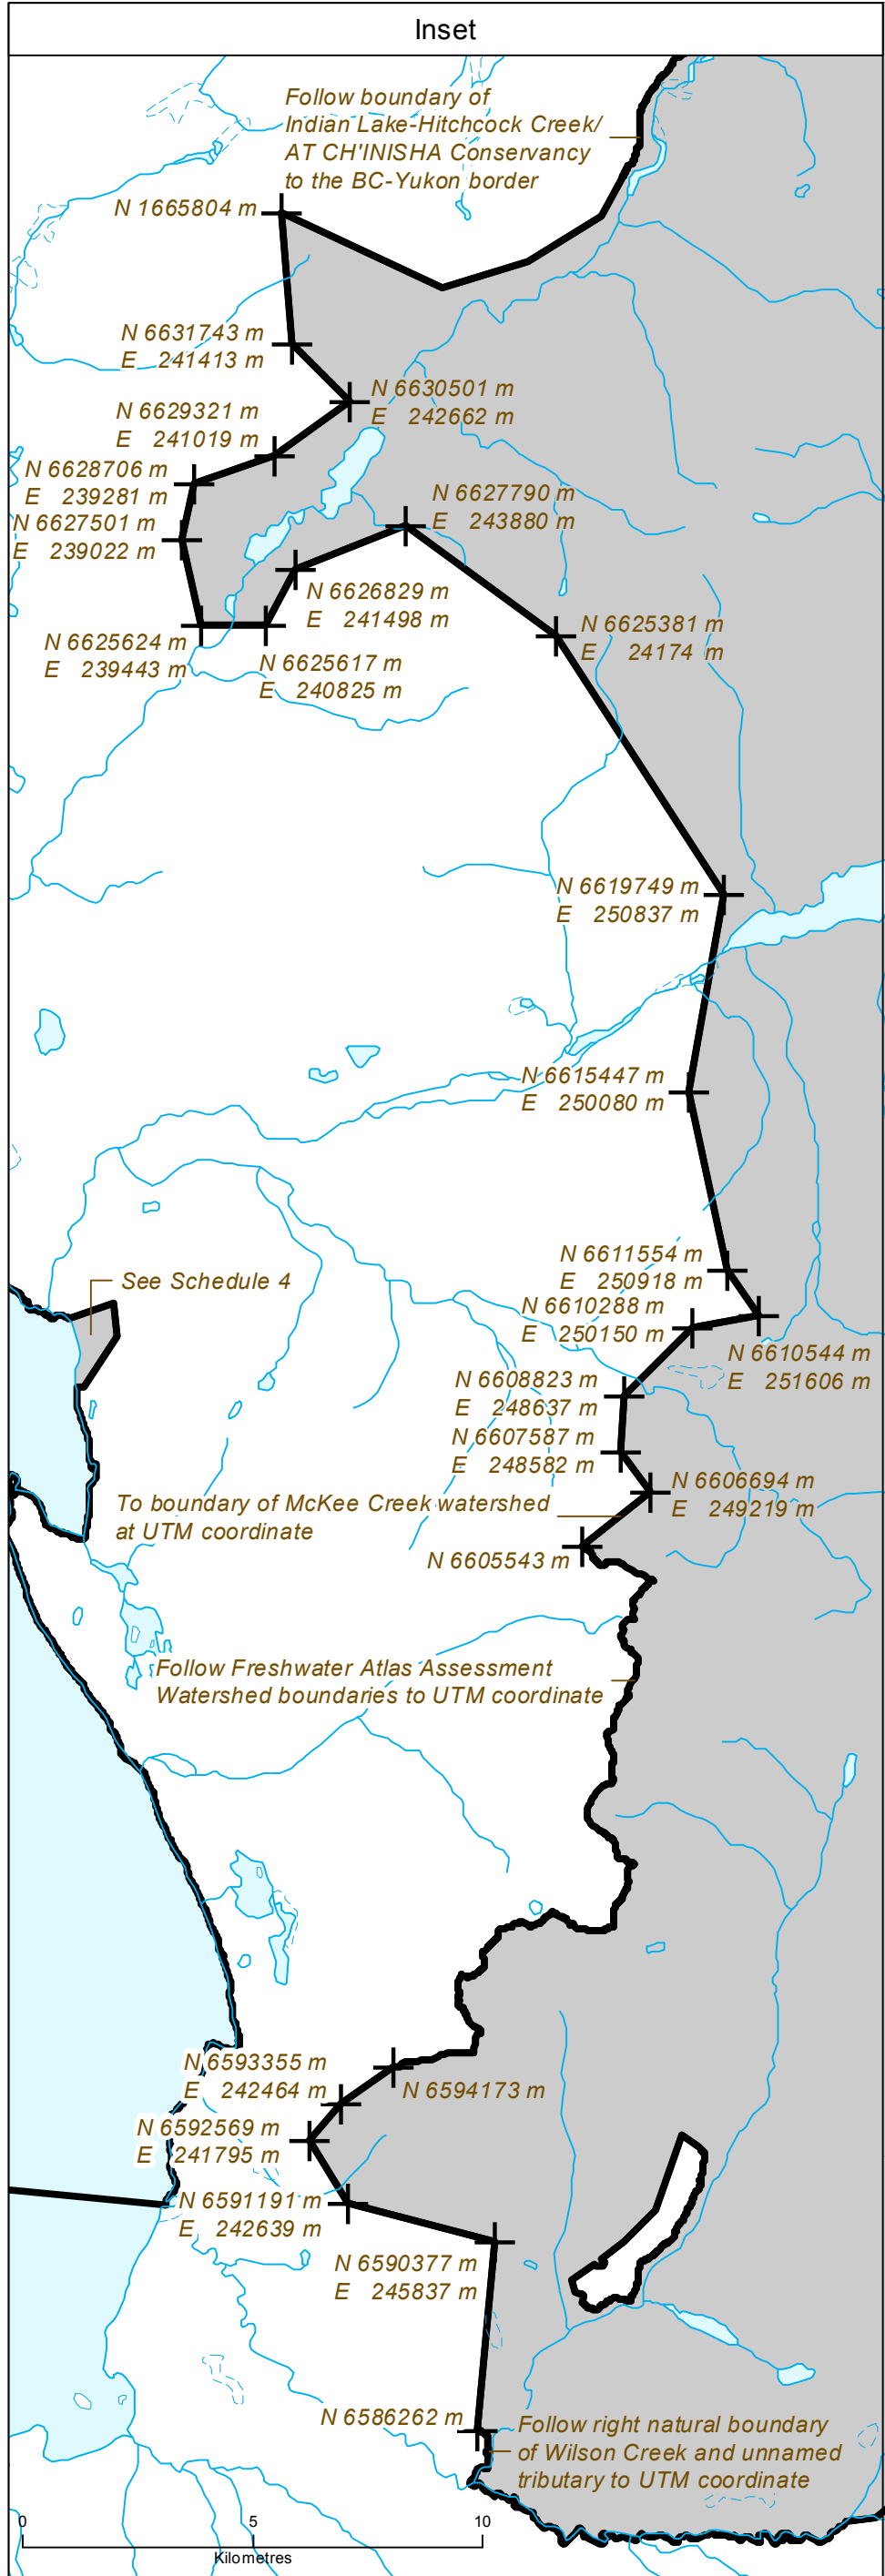 Inset
Follow boundary of
Indian Lake-Hitchcock Creek/
AT CH'INISHA Conservancy
to the BC-Yukon border
N 1665804 m
N 6631743 m
E 241413 m
N 6630501 m
E 242662 m
N 6629321 m
E 241019 m
N 6628706 m
E 239281 m
N 6627501 m
E 239022 m
N 6627790 m
E 243880 m
N 6626829 m
E 241498 m
N 6625624 m
E 239443 m
N 6625617 m
E 240825 m
N 6625381 m
E 24174 m
N 6619749 m
E 250837 m
N 6615447 m
E 250080 m
N 6611554 m
E 250918 m
See Schedule 4
N 6610288 m
E 250150 m
N 6610544 m
E 251606 m
N 6608823 m
E 248637 m
N 6607587 m
E 248582 m
N 6606694 m
E 249219 m
To boundary of McKee Creek watershed
at UTM coordinate
N 6605543 m
Follow Freshwater Atlas Assessment
Watershed boundaries to UTM coordinate
N 6593355 m
E 242464 m
N 6594173 m
N 6592569 m
E 241795 m
N 6591191 m
E 242639 m
N 6590377 m
E 245837 m
N 6586262 m
Follow right natural boundary
of Wilson Creek and unnamed
tributary to UTM coordinate
0 5 10
Kilometres